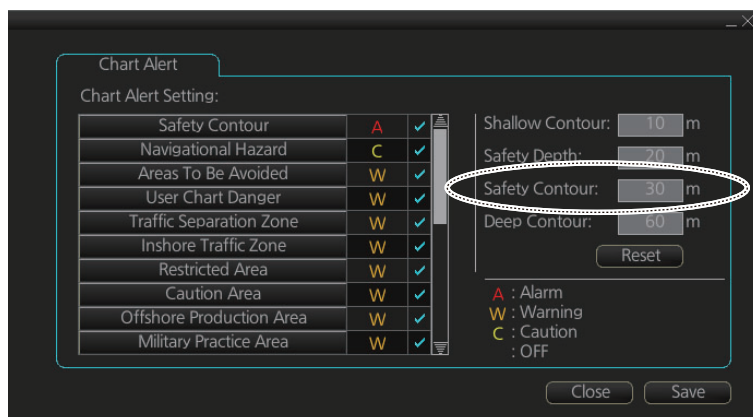 Chart Alert
Chart Alert Setting:
Safety Contour A
Navigational Hazard C
Areas To Be Avoided W
User Chart Danger W
Traffic Separation Zone W
Inshore Traffic Zone W
Restricted Area W
Caution Area W
Offshore Production Area W
Military Practice Area W
Shallow Contour: 10 m
Safety Depth: 20 m
Safety Contour: 30 m
Deep Contour: 60 m
Reset
A : Alarm
W : Warning
C : Caution
: OFF
Close Save